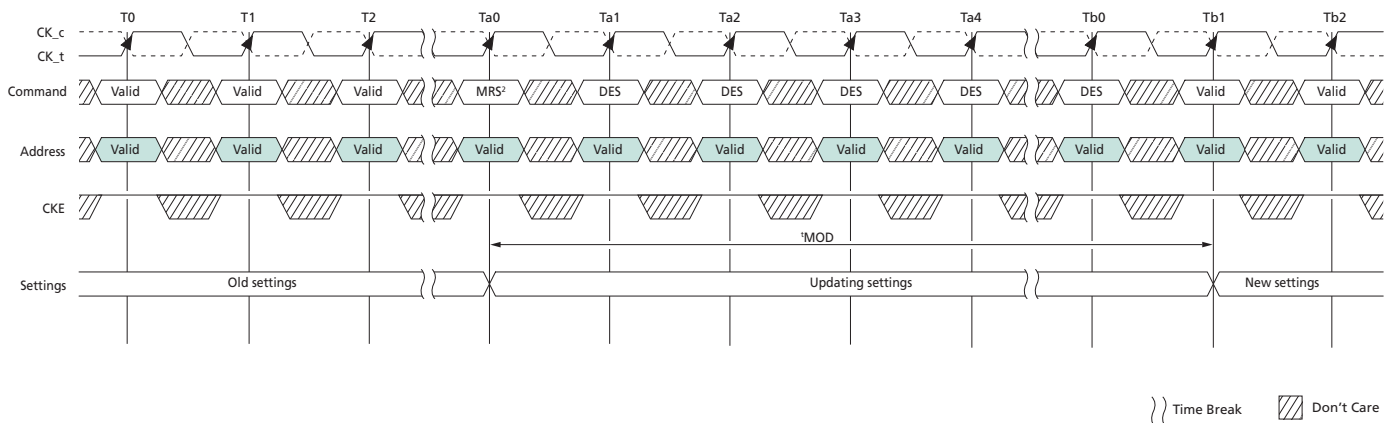 T0 T1 T2 Ta0 Ta1 Ta2 Ta3 Ta4 Tb0 Tb1 Tb2
CK_c
CK_t
Command Valid Valid Valid MRS² DES DES DES DES DES Valid Valid
Address Valid Valid Valid Valid Valid Valid Valid Valid Valid Valid Valid
CKE
ᵗMOD
Settings Old settings Updating settings New settings
Time Break Don't Care